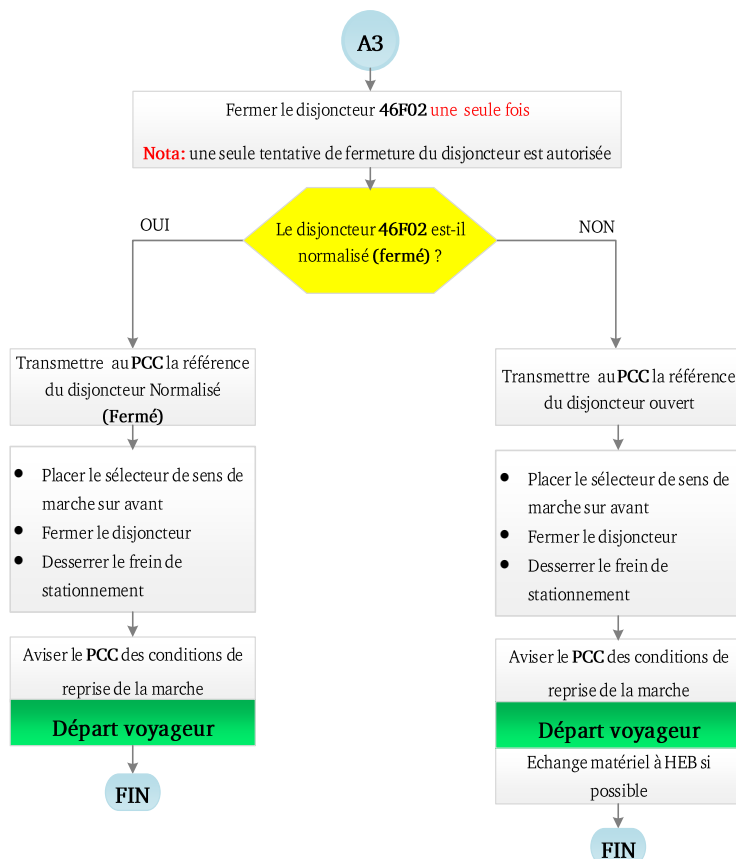 A3
Fermer le disjoncteur 46F02 une seule fois
Nota: une seule tentative de fermeture du disjoncteur est autorisée
Le disjoncteur 46F02 est-il
normalisé (fermé) ?
OUI
NON
Transmettre au PCC la référence
du disjoncteur Normalisé
(Fermé)
• Placer le sélecteur de sens de
marche sur avant
• Fermer le disjoncteur
• Desserrer le frein de
stationnement
Aviser le PCC des conditions de
reprise de la marche
Départ voyageur
FIN
Transmettre au PCC la référence
du disjoncteur ouvert
• Placer le sélecteur de sens de
marche sur avant
• Fermer le disjoncteur
• Desserrer le frein de
stationnement
Aviser le PCC des conditions de
reprise de la marche
Départ voyageur
Echange matériel à HEB si
possible
FIN